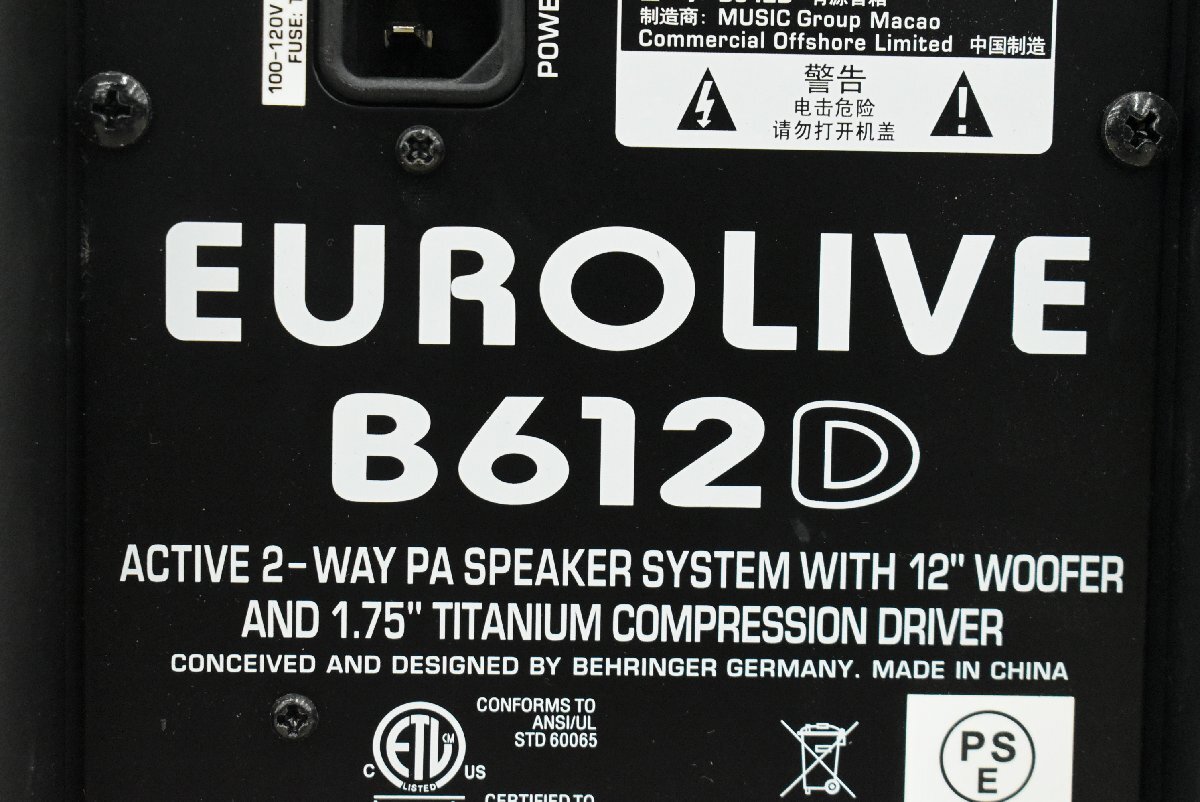 100-120V
FUSE:
POWE
制造商: MUSIC Group Macao
Commercial Offshore Limited 中国制造
警告
电击危险
请勿打开机盖
EUROLIVE
B612D
ACTIVE 2-WAY PA SPEAKER SYSTEM WITH 12" WOOFER
AND 1.75" TITANIUM COMPRESSION DRIVER
CONCEIVED AND DESIGNED BY BEHRINGER GERMANY. MADE IN CHINA
CONFORMS TO
ANSI/UL
STD 60065
ETL CM
LISTED
C US
CERTIFIED TO
PS
E